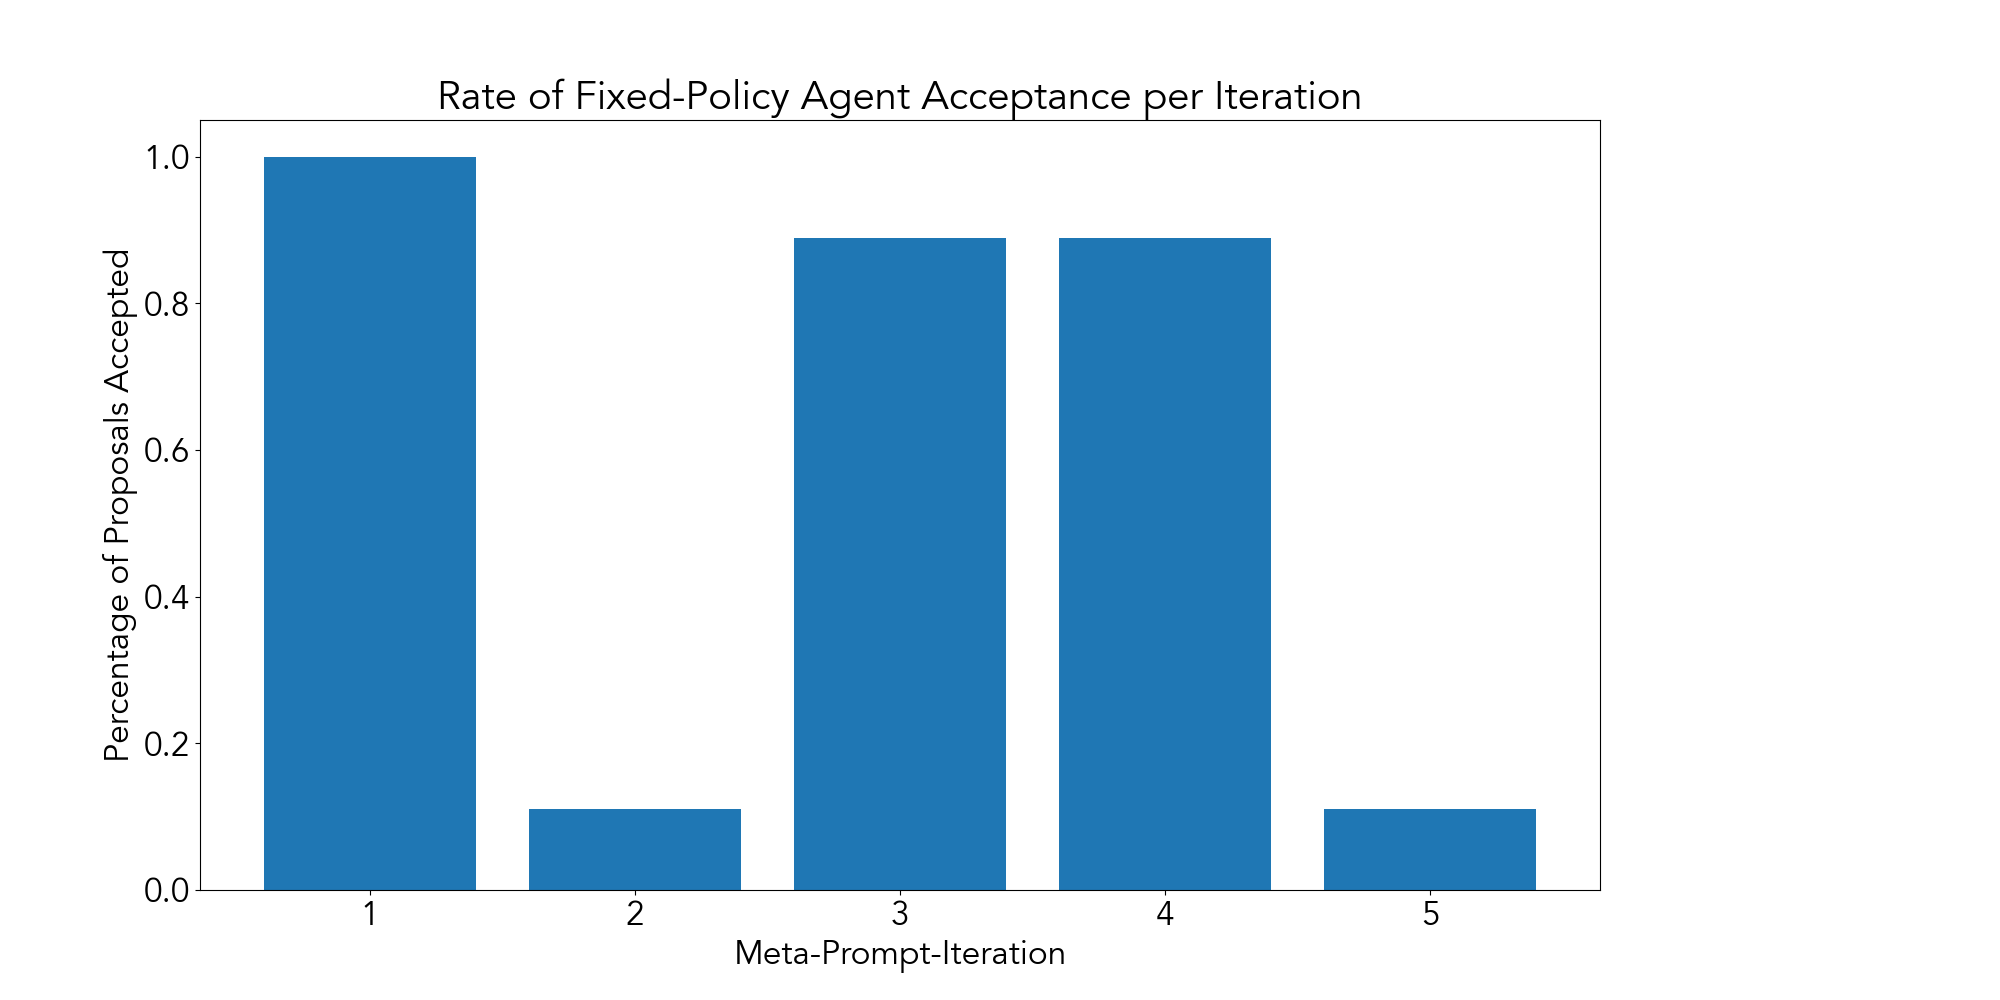 Rate of Fixed-Policy Agent Acceptance per Iteration
Percentage of Proposals Accepted
1.0
0.8
0.6
0.4
0.2
0.0
1 2 3 4 5
Meta-Prompt-Iteration